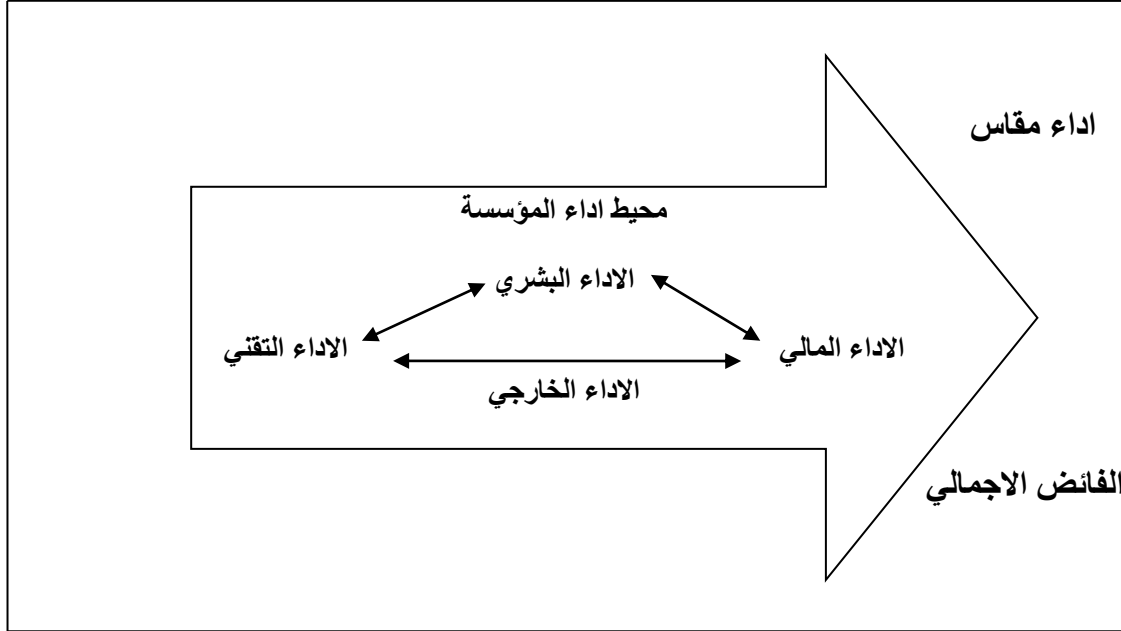 اداء مقاس
محيط اداء المؤسسة
الاداء البشري
الاداء المالي
الاداء التقني
الاداء الخارجي
الفائض الاجمالي